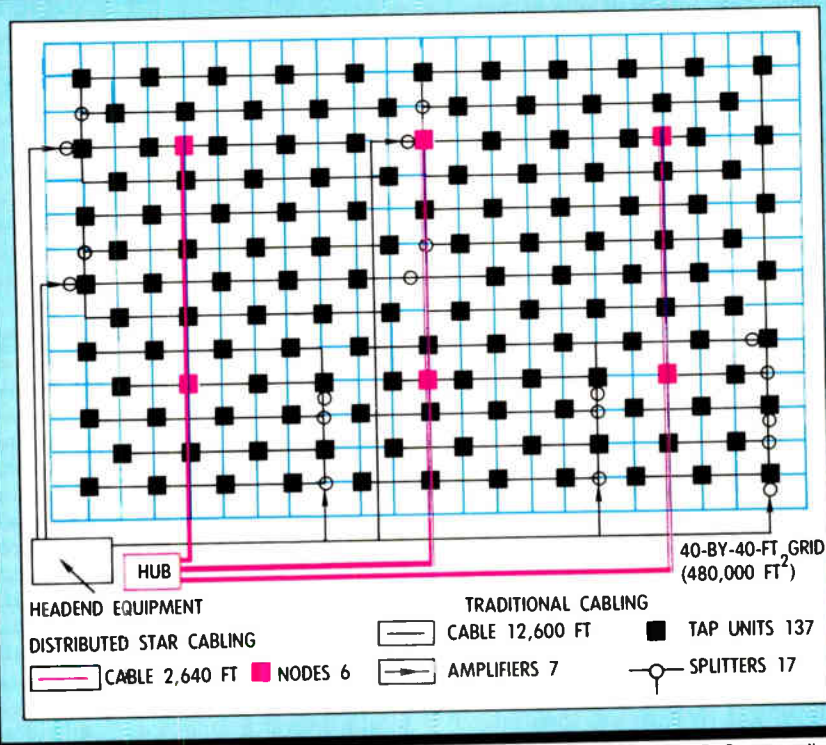 40-BY-40-FT2 GRID
(480,000 FT2)
HUB
HEADEND EQUIPMENT
TRADITIONAL CABLING
DISTRIBUTED STAR CABLING
CABLE 12,600 FT
TAP UNITS 137
CABLE 2,640 FT
NODES 6
AMPLIFIERS 7
SPLITTERS 17